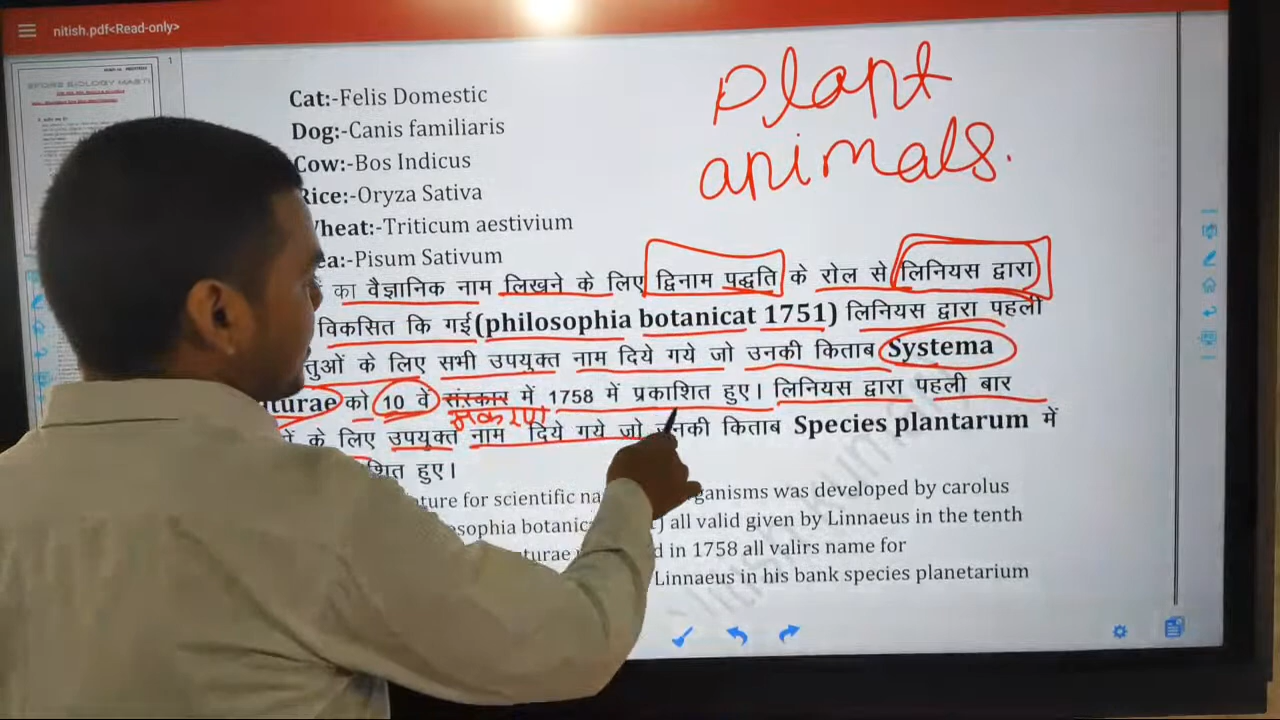 nitish.pdf<Read-only>
1
Plant
animals.
Cat:-Felis Domestic
Dog:-Canis familiaris
Cow:-Bos Indicus
Rice:-Oryza Sativa
Wheat:-Triticum aestivium
ea:-Pisum Sativum
का वैज्ञानिक नाम लिखने के लिए द्विनाम पद्धति के रोल से लिनियस द्वारा
विकसित कि गई(philosophia botanicat 1751) लिनियस द्वारा पहली
तुओं के लिए सभी उपयुक्त नाम दिये गये जो उनकी किताब Systema
turae को 10 वें संस्कार में 1758 में प्रकाशित हुए। लिनियस द्वारा पहली बार
के लिए उपयुक्त नाम दिये गये जो उनकी किताब Species plantarum में
शित हुए।
ature for scientific na ganisms was developed by carolus
osophia botanic ) all valid given by Linnaeus in the tenth
turae d in 1758 all valirs name for
Linnaeus in his bank species planetarium